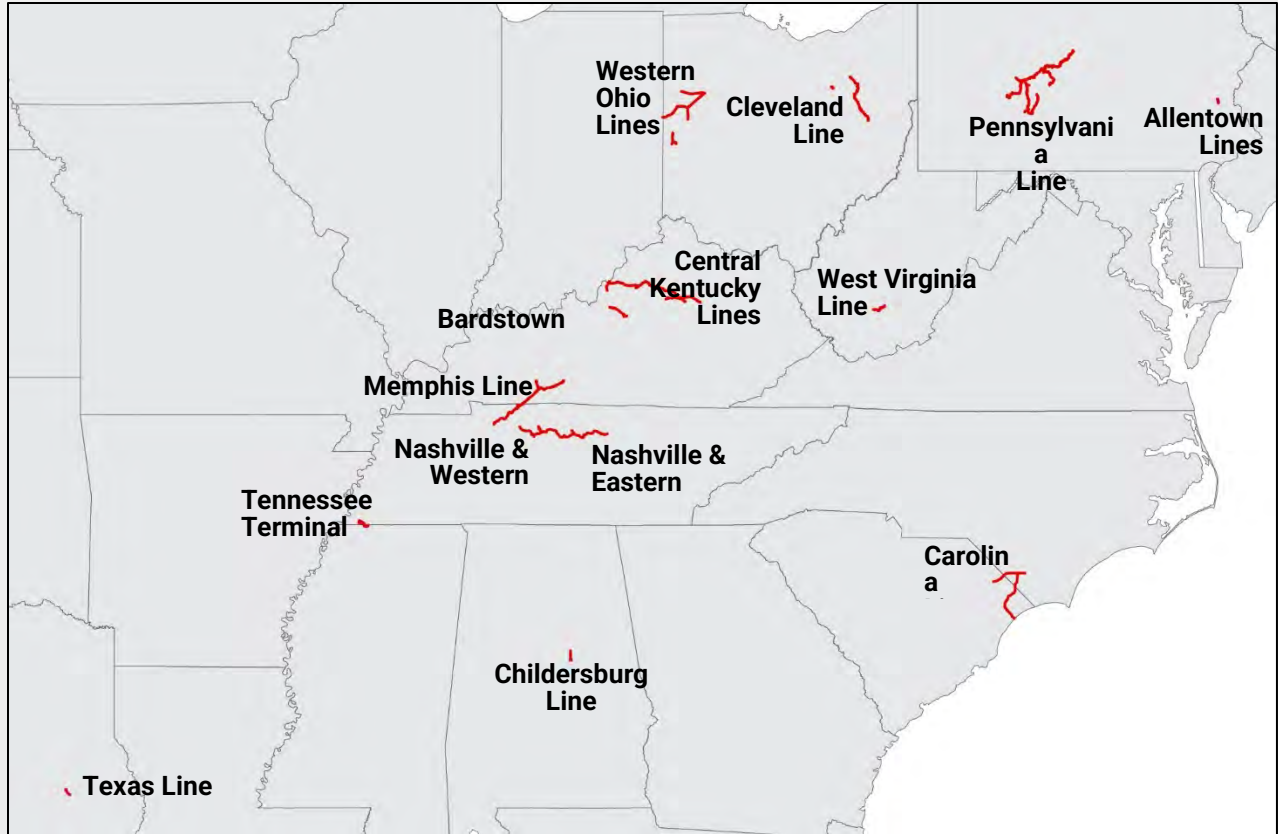 Western
Ohio
Lines
Cleveland
Line
Pennsylvani
a
Line
Allentown
Lines
Central
Kentucky
Lines
West Virginia
Line
Bardstown
Memphis Line
Nashville &
Western
Nashville &
Eastern
Tennessee
Terminal
Carolin
a
Childersburg
Line
Texas Line